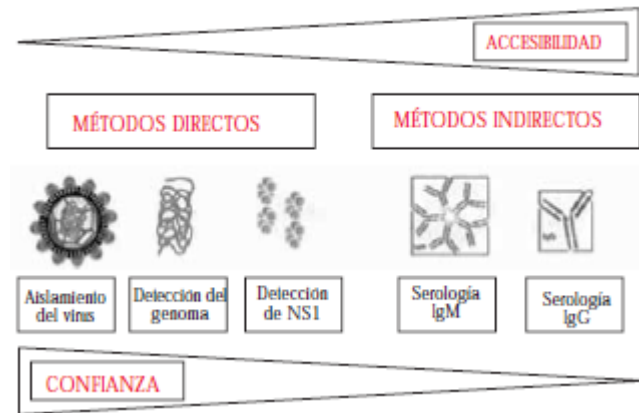 ACCESIBILIDAD
MÉTODOS DIRECTOS
MÉTODOS INDIRECTOS
Aislamiento
del virus
Detección del
genoma
Detección
de NS1
Serología
IgM
Serología
IgG
CONFIANZA